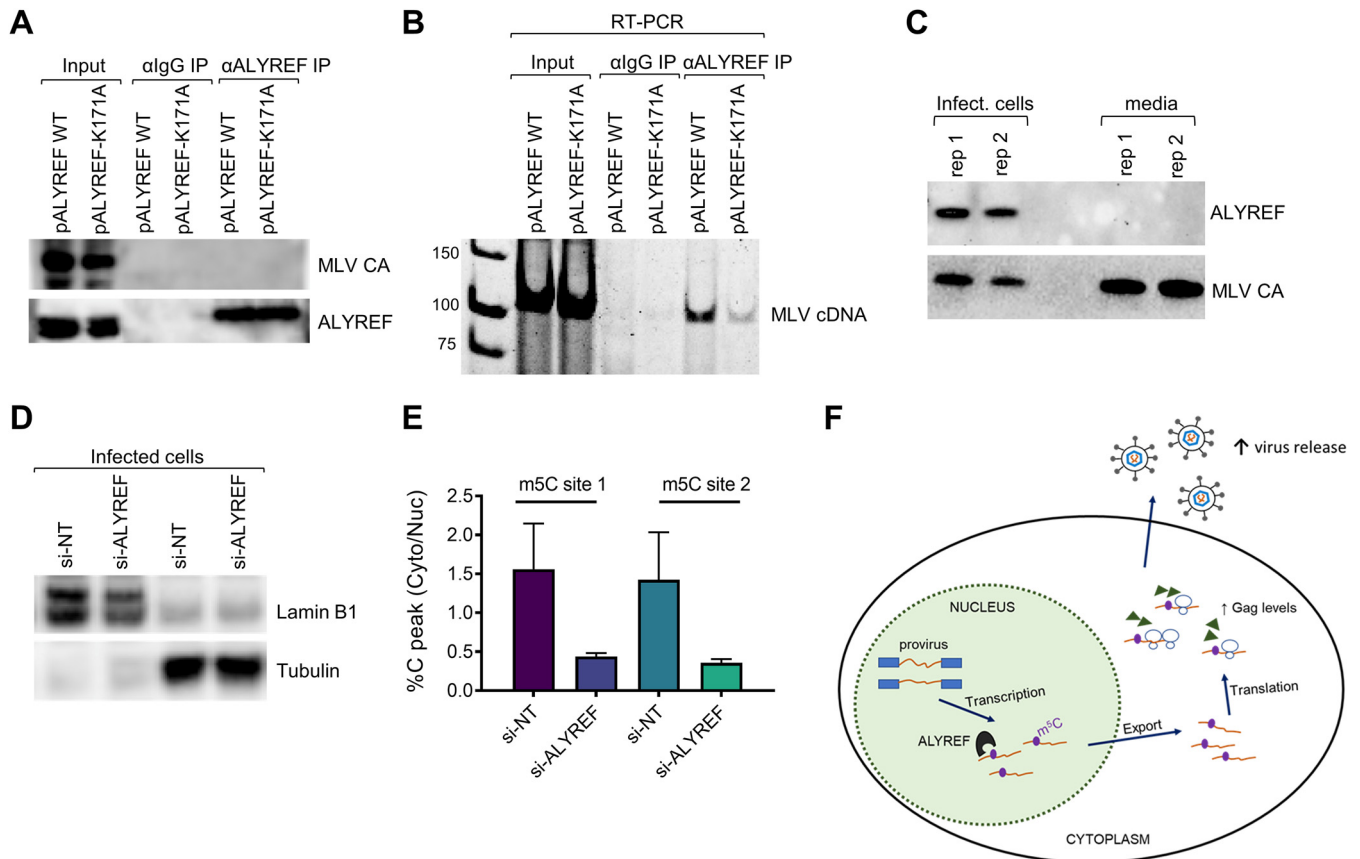 A
Input
αIgG IP
αALYREF IP
pALYREF WT
pALYREF-K171A
pALYREF WT
pALYREF-K171A
pALYREF WT
pALYREF-K171A
MLV CA
ALYREF
B
RT-PCR
Input
αIgG IP
αALYREF IP
pALYREF WT
pALYREF-K171A
pALYREF WT
pALYREF-K171A
pALYREF WT
pALYREF-K171A
150
100
75
MLV cDNA
C
Infect. cells
media
rep 1
rep 2
rep 1
rep 2
ALYREF
MLV CA
D
Infected cells
si-NT
si-ALYREF
si-NT
si-ALYREF
Lamin B1
Tubulin
E
m5C site 1
m5C site 2
%C peak (Cyto/Nuc)
2.5
2.0
1.5
1.0
0.5
0.0
si-NT
si-ALYREF
si-NT
si-ALYREF
F
↑ virus release
NUCLEUS
provirus
Transcription
ALYREF
m⁵C
Export
↑ Gag levels
Translation
CYTOPLASM